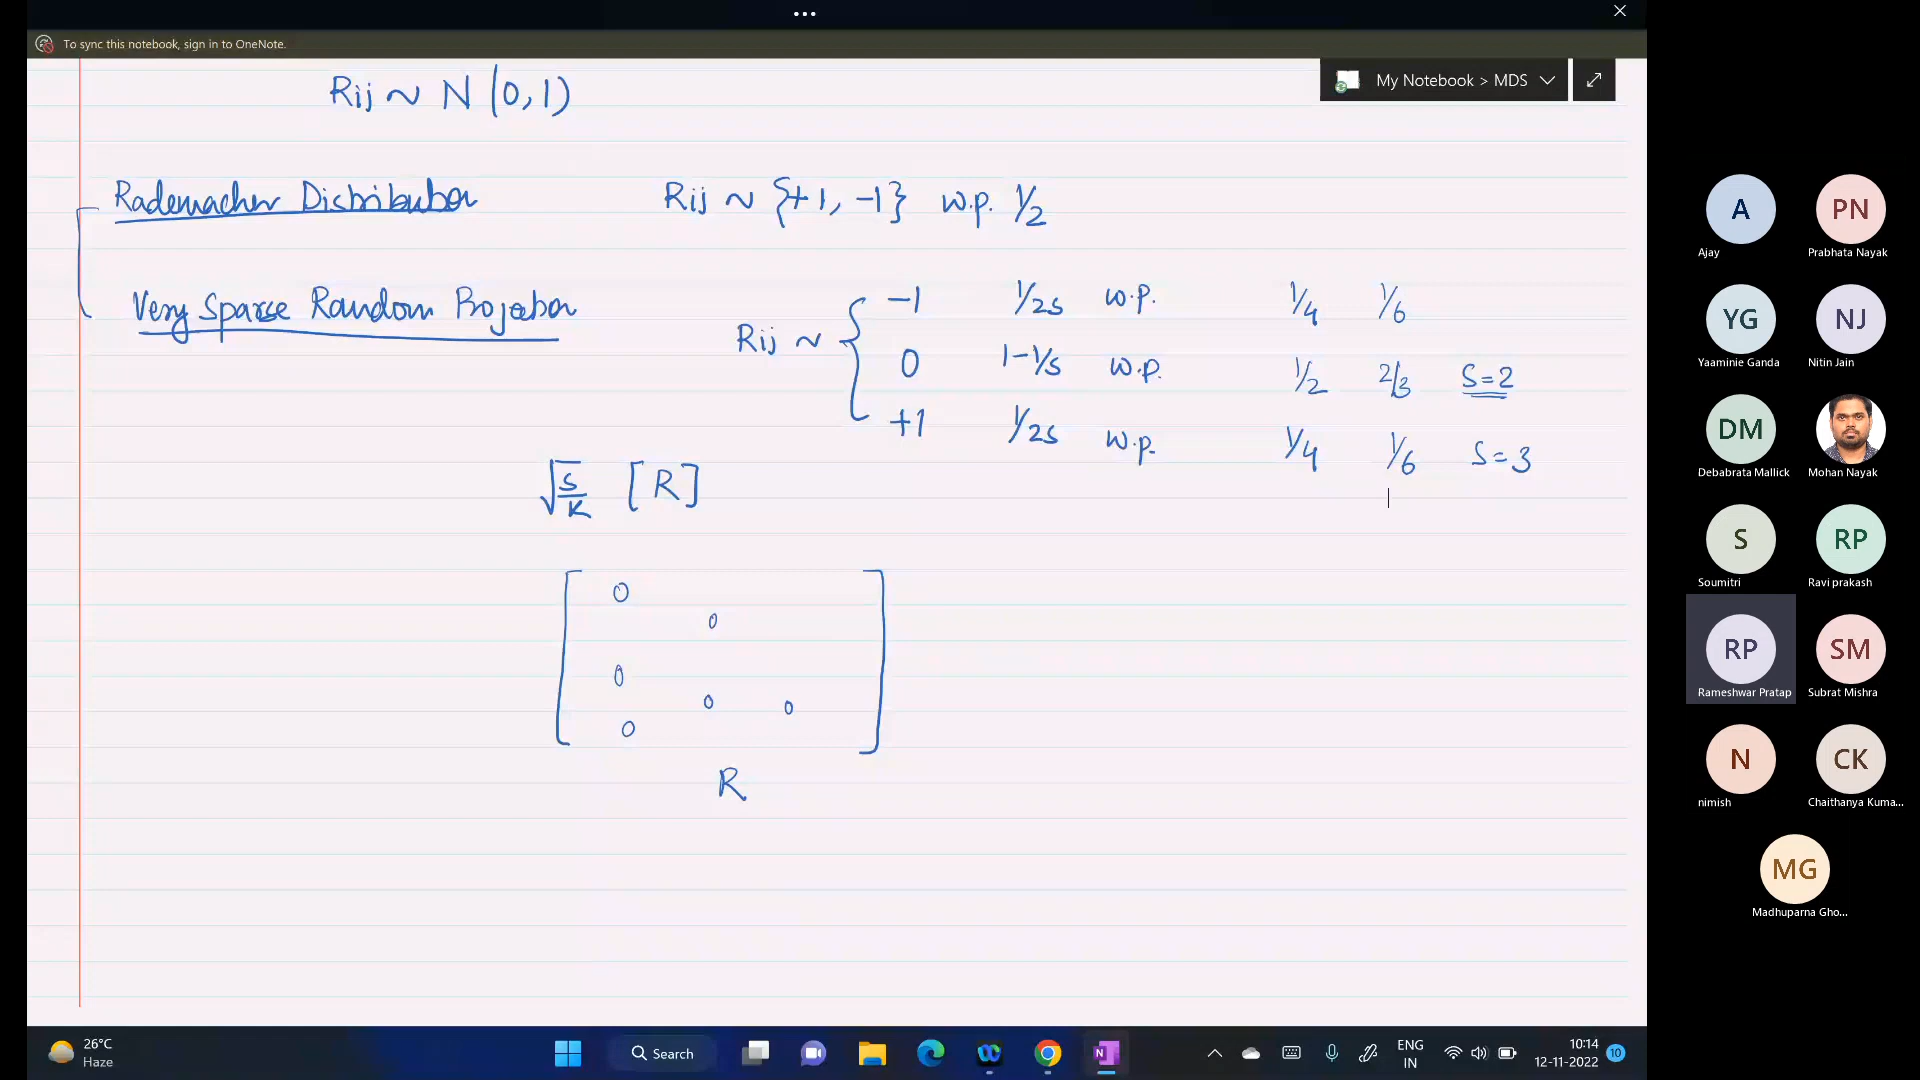 To sync this notebook, sign in to OneNote.
My Notebook > MDS
Rij ~ N(0,1)
Rademacher Distribution Rij ~ {+1, -1} w.p. 1/2
Very Sparse Random Projection
Rij ~ { -1 1/2s w.p. 1/4 1/6
0 1-1/s w.p. 1/2 2/3 S=2
+1 1/2s w.p. 1/4 1/6 S=3
√s/k [R]
0
0
0
0 0
0
R
A PN
Ajay Prabhata Nayak
YG NJ
Yaaminie Ganda Nitin Jain
DM
Debabrata Mallick Mohan Nayak
S RP
Soumitri Ravi prakash
RP SM
Rameshwar Pratap Subrat Mishra
N CK
nimish Chaithanya Kuma...
MG
Madhuparna Gho...
26°C
Haze
Search
ENG
IN
10:14
12-11-2022
10